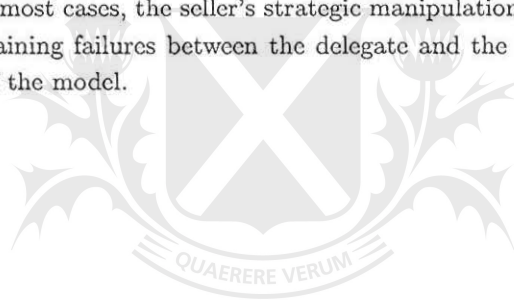 most cases, the seller's strategic manipulation
aining failures between the delegate and the
the model.
QUAERERE VERUM